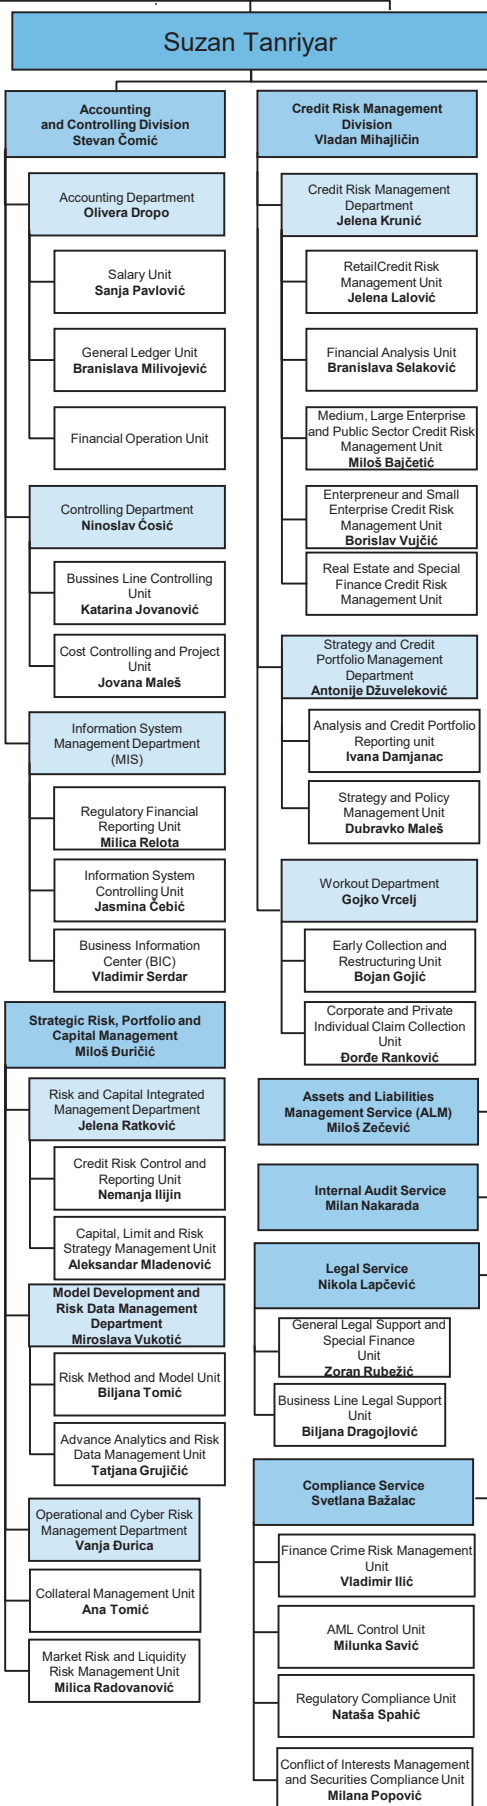 Suzan Tanriyar
Accounting
and Controlling Division
Stevan Čomić
Accounting Department
Olivera Dropo
Salary Unit
Sanja Pavlović
General Ledger Unit
Branislava Milivojević
Financial Operation Unit
Controlling Department
Ninoslav Ćosić
Bussines Line Controlling
Unit
Katarina Jovanović
Cost Controlling and Project
Unit
Jovana Maleš
Information System
Management Department
(MIS)
Regulatory Financial
Reporting Unit
Milica Relota
Information System
Controlling Unit
Jasmina Čebić
Business Information
Center (BIC)
Vladimir Serdar
Strategic Risk, Portfolio and
Capital Management
Miloš Đuričić
Risk and Capital Integrated
Management Department
Jelena Ratković
Credit Risk Control and
Reporting Unit
Nemanja Ilijin
Capital, Limit and Risk
Strategy Management Unit
Aleksandar Mladenović
Model Development and
Risk Data Management
Department
Miroslava Vukotić
Risk Method and Model Unit
Biljana Tomić
Advance Analytics and Risk
Data Management Unit
Tatjana Grujičić
Operational and Cyber Risk
Management Department
Vanja Đurica
Collateral Management Unit
Ana Tomić
Market Risk and Liquidity
Risk Management Unit
Milica Radovanović
Credit Risk Management
Division
Vladan Mihajličin
Credit Risk Management
Department
Jelena Krunić
RetailCredit Risk
Management Unit
Jelena Lalović
Financial Analysis Unit
Branislava Selaković
Medium, Large Enterprise
and Public Sector Credit Risk
Management Unit
Miloš Bajčetić
Enterpreneur and Small
Enterprise Credit Risk
Management Unit
Borislav Vujčić
Real Estate and Special
Finance Credit Risk
Management Unit
Strategy and Credit
Portfolio Management
Department
Antonije Džuveleković
Analysis and Credit Portfolio
Reporting unit
Ivana Damjanac
Strategy and Policy
Management Unit
Dubravko Maleš
Workout Department
Gojko Vrcelj
Early Collection and
Restructuring Unit
Bojan Gojić
Corporate and Private
Individual Claim Collection
Unit
Đorđe Ranković
Assets and Liabilities
Management Service (ALM)
Miloš Zečević
Internal Audit Service
Milan Nakarada
Legal Service
Nikola Lapčević
General Legal Support and
Special Finance
Unit
Zoran Rubežić
Business Line Legal Support
Unit
Biljana Dragojlović
Compliance Service
Svetlana Bažalac
Finance Crime Risk Management
Unit
Vladimir Ilić
AML Control Unit
Milunka Savić
Regulatory Compliance Unit
Nataša Spahić
Conflict of Interests Management
and Securities Compliance Unit
Milana Popović